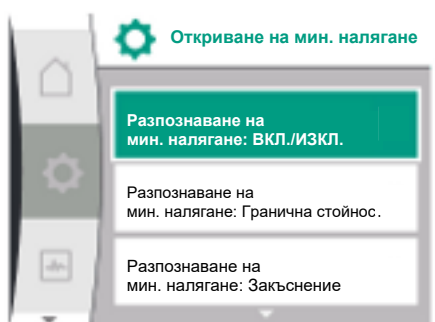 Откриване на мин. налягане
Разпознаване на
мин. налягане: ВКЛ./ИЗКЛ.
Разпознаване на
мин. налягане: Гранична стойнос.
Разпознаване на
мин. налягане: Закъснение